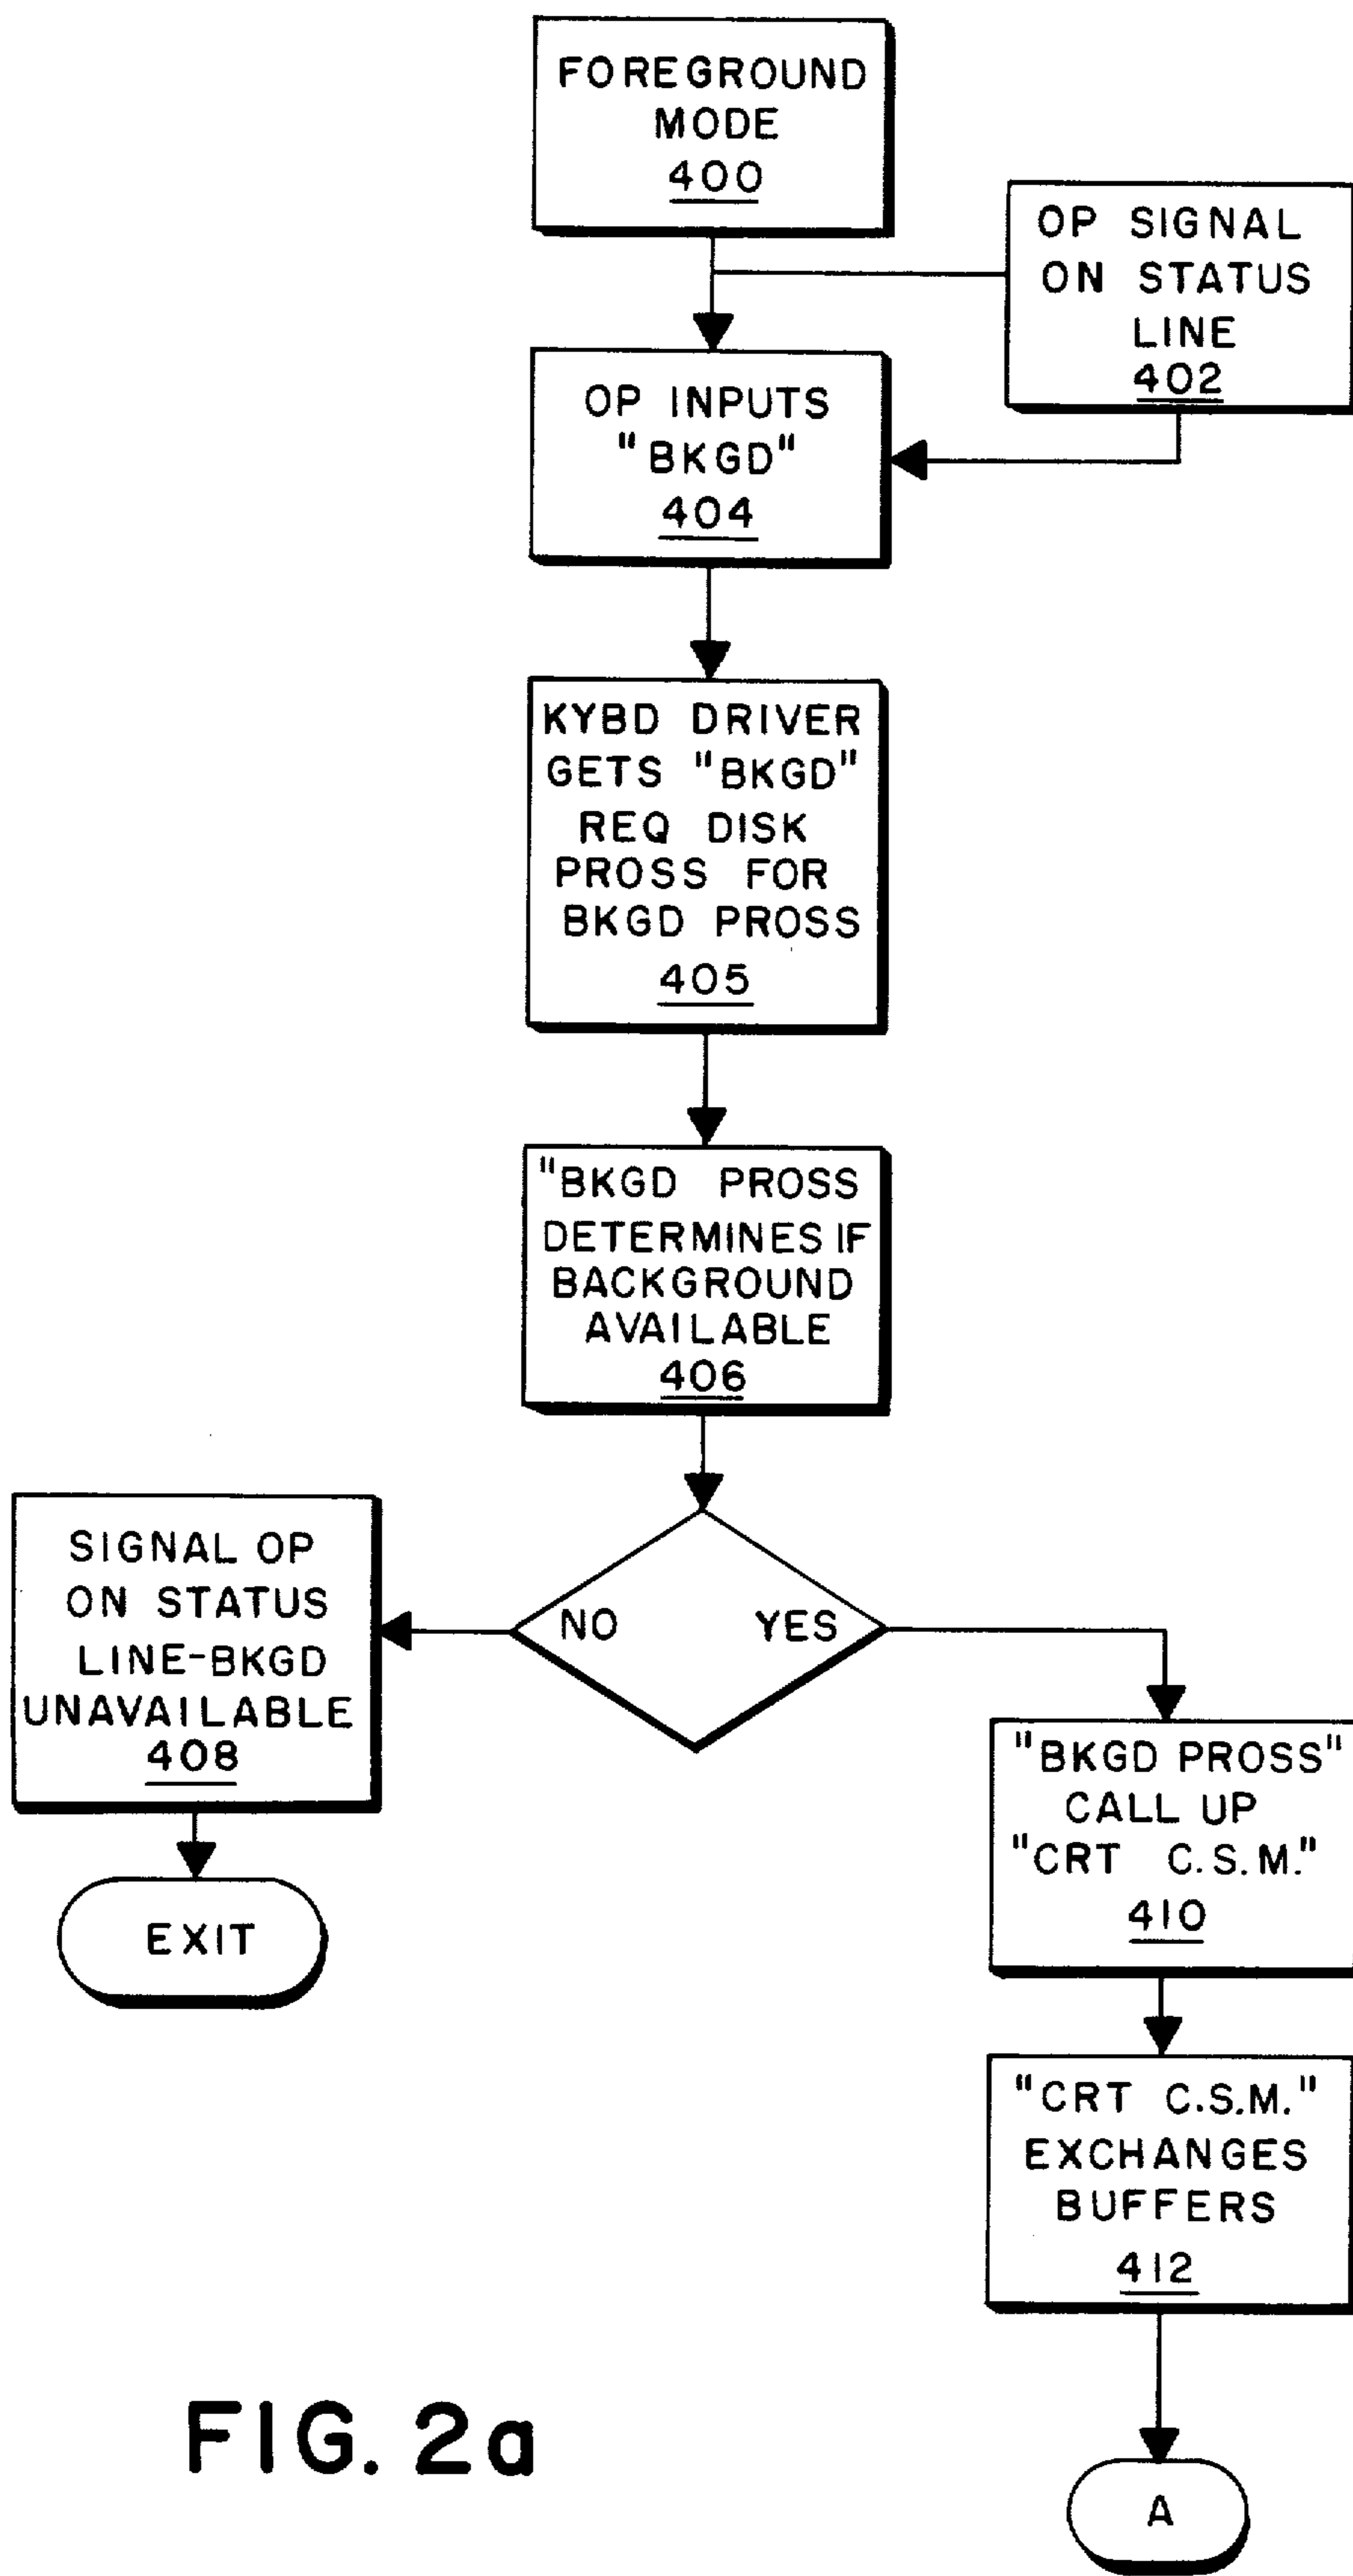 FOREGROUND
MODE
400
OP SIGNAL
ON STATUS
LINE
402
OP INPUTS
"BKGD"
404
KYBD DRIVER
GETS "BKGD"
REQ DISK
PROSS FOR
BKGD PROSS
405
"BKGD PROSS
DETERMINES IF
BACKGROUND
AVAILABLE
406
NO
YES
SIGNAL OP
ON STATUS
LINE-BKGD
UNAVAILABLE
408
EXIT
"BKGD PROSS"
CALL UP
"CRT C.S.M."
410
"CRT C.S.M."
EXCHANGES
BUFFERS
412
A
FIG. 2a